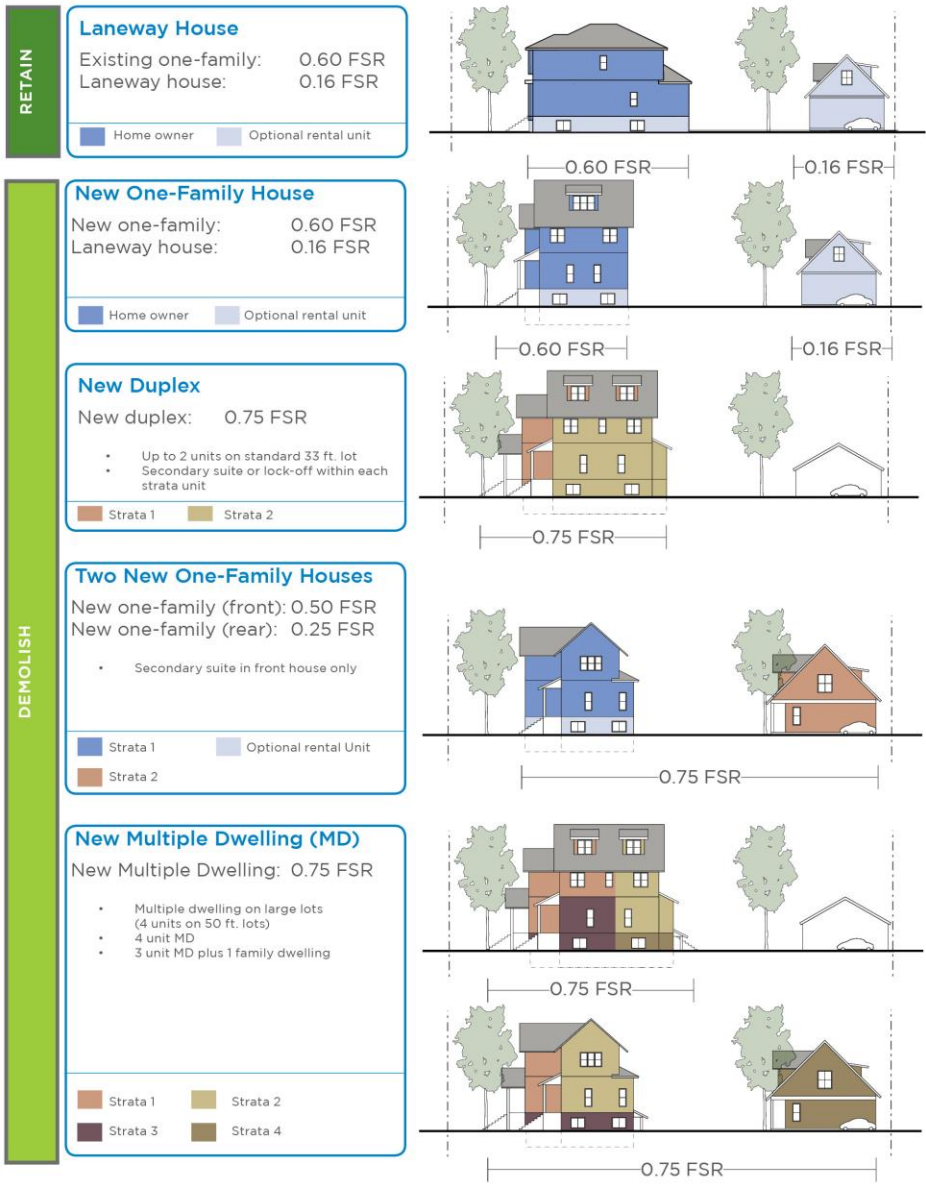 RETAIN
Laneway House
Existing one-family: 0.60 FSR
Laneway house: 0.16 FSR
Home owner Optional rental unit
0.60 FSR 0.16 FSR
DEMOLISH
New One-Family House
New one-family: 0.60 FSR
Laneway house: 0.16 FSR
Home owner Optional rental unit
0.60 FSR 0.16 FSR
New Duplex
New duplex: 0.75 FSR
• Up to 2 units on standard 33 ft. lot
• Secondary suite or lock-off within each
strata unit
Strata 1 Strata 2
0.75 FSR
Two New One-Family Houses
New one-family (front): 0.50 FSR
New one-family (rear): 0.25 FSR
• Secondary suite in front house only
Strata 1 Optional rental Unit
Strata 2
0.75 FSR
New Multiple Dwelling (MD)
New Multiple Dwelling: 0.75 FSR
• Multiple dwelling on large lots
(4 units on 50 ft. lots)
• 4 unit MD
• 3 unit MD plus 1 family dwelling
Strata 1 Strata 2
Strata 3 Strata 4
0.75 FSR
0.75 FSR